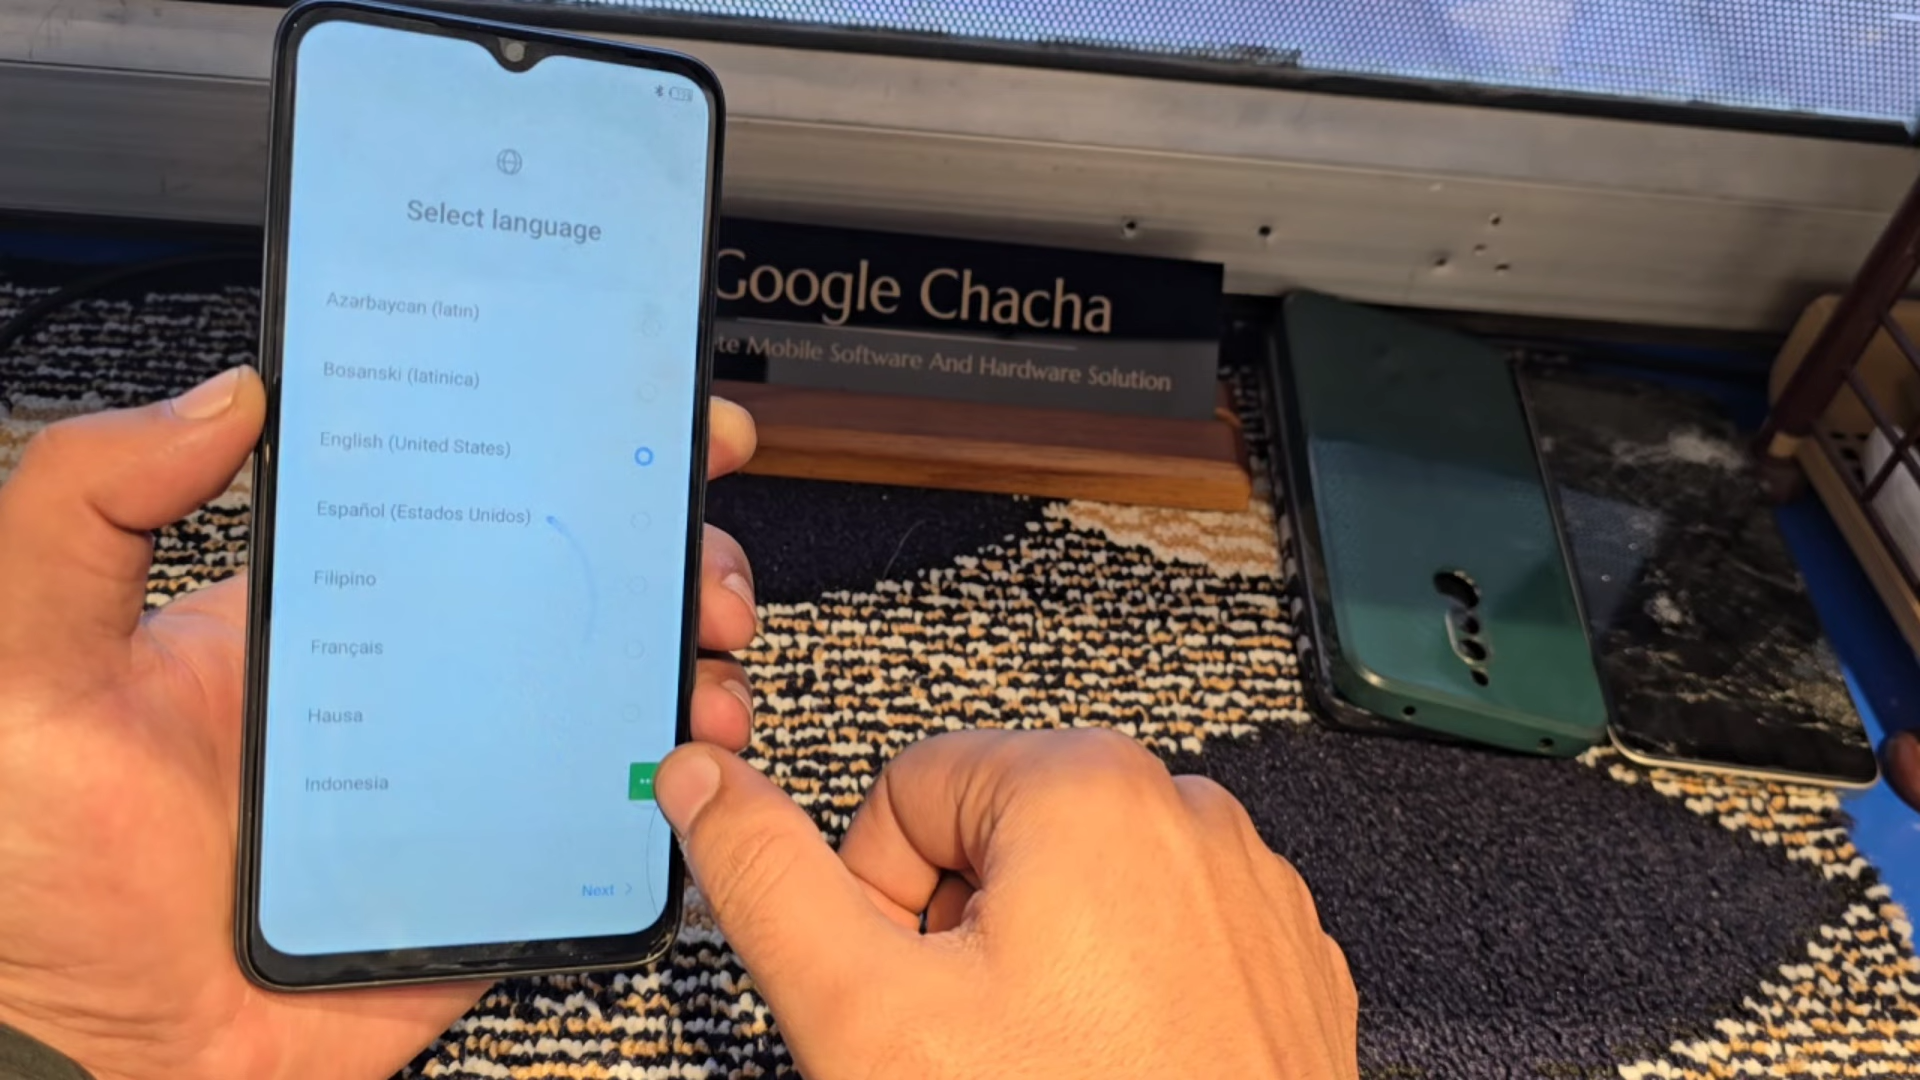 Select language
Azərbaycan (latın)
Bosanski (latinica)
English (United States)
Español (Estados Unidos)
Filipino
Français
Hausa
Indonesia
Next
Google Chacha
Mobile Software And Hardware Solution